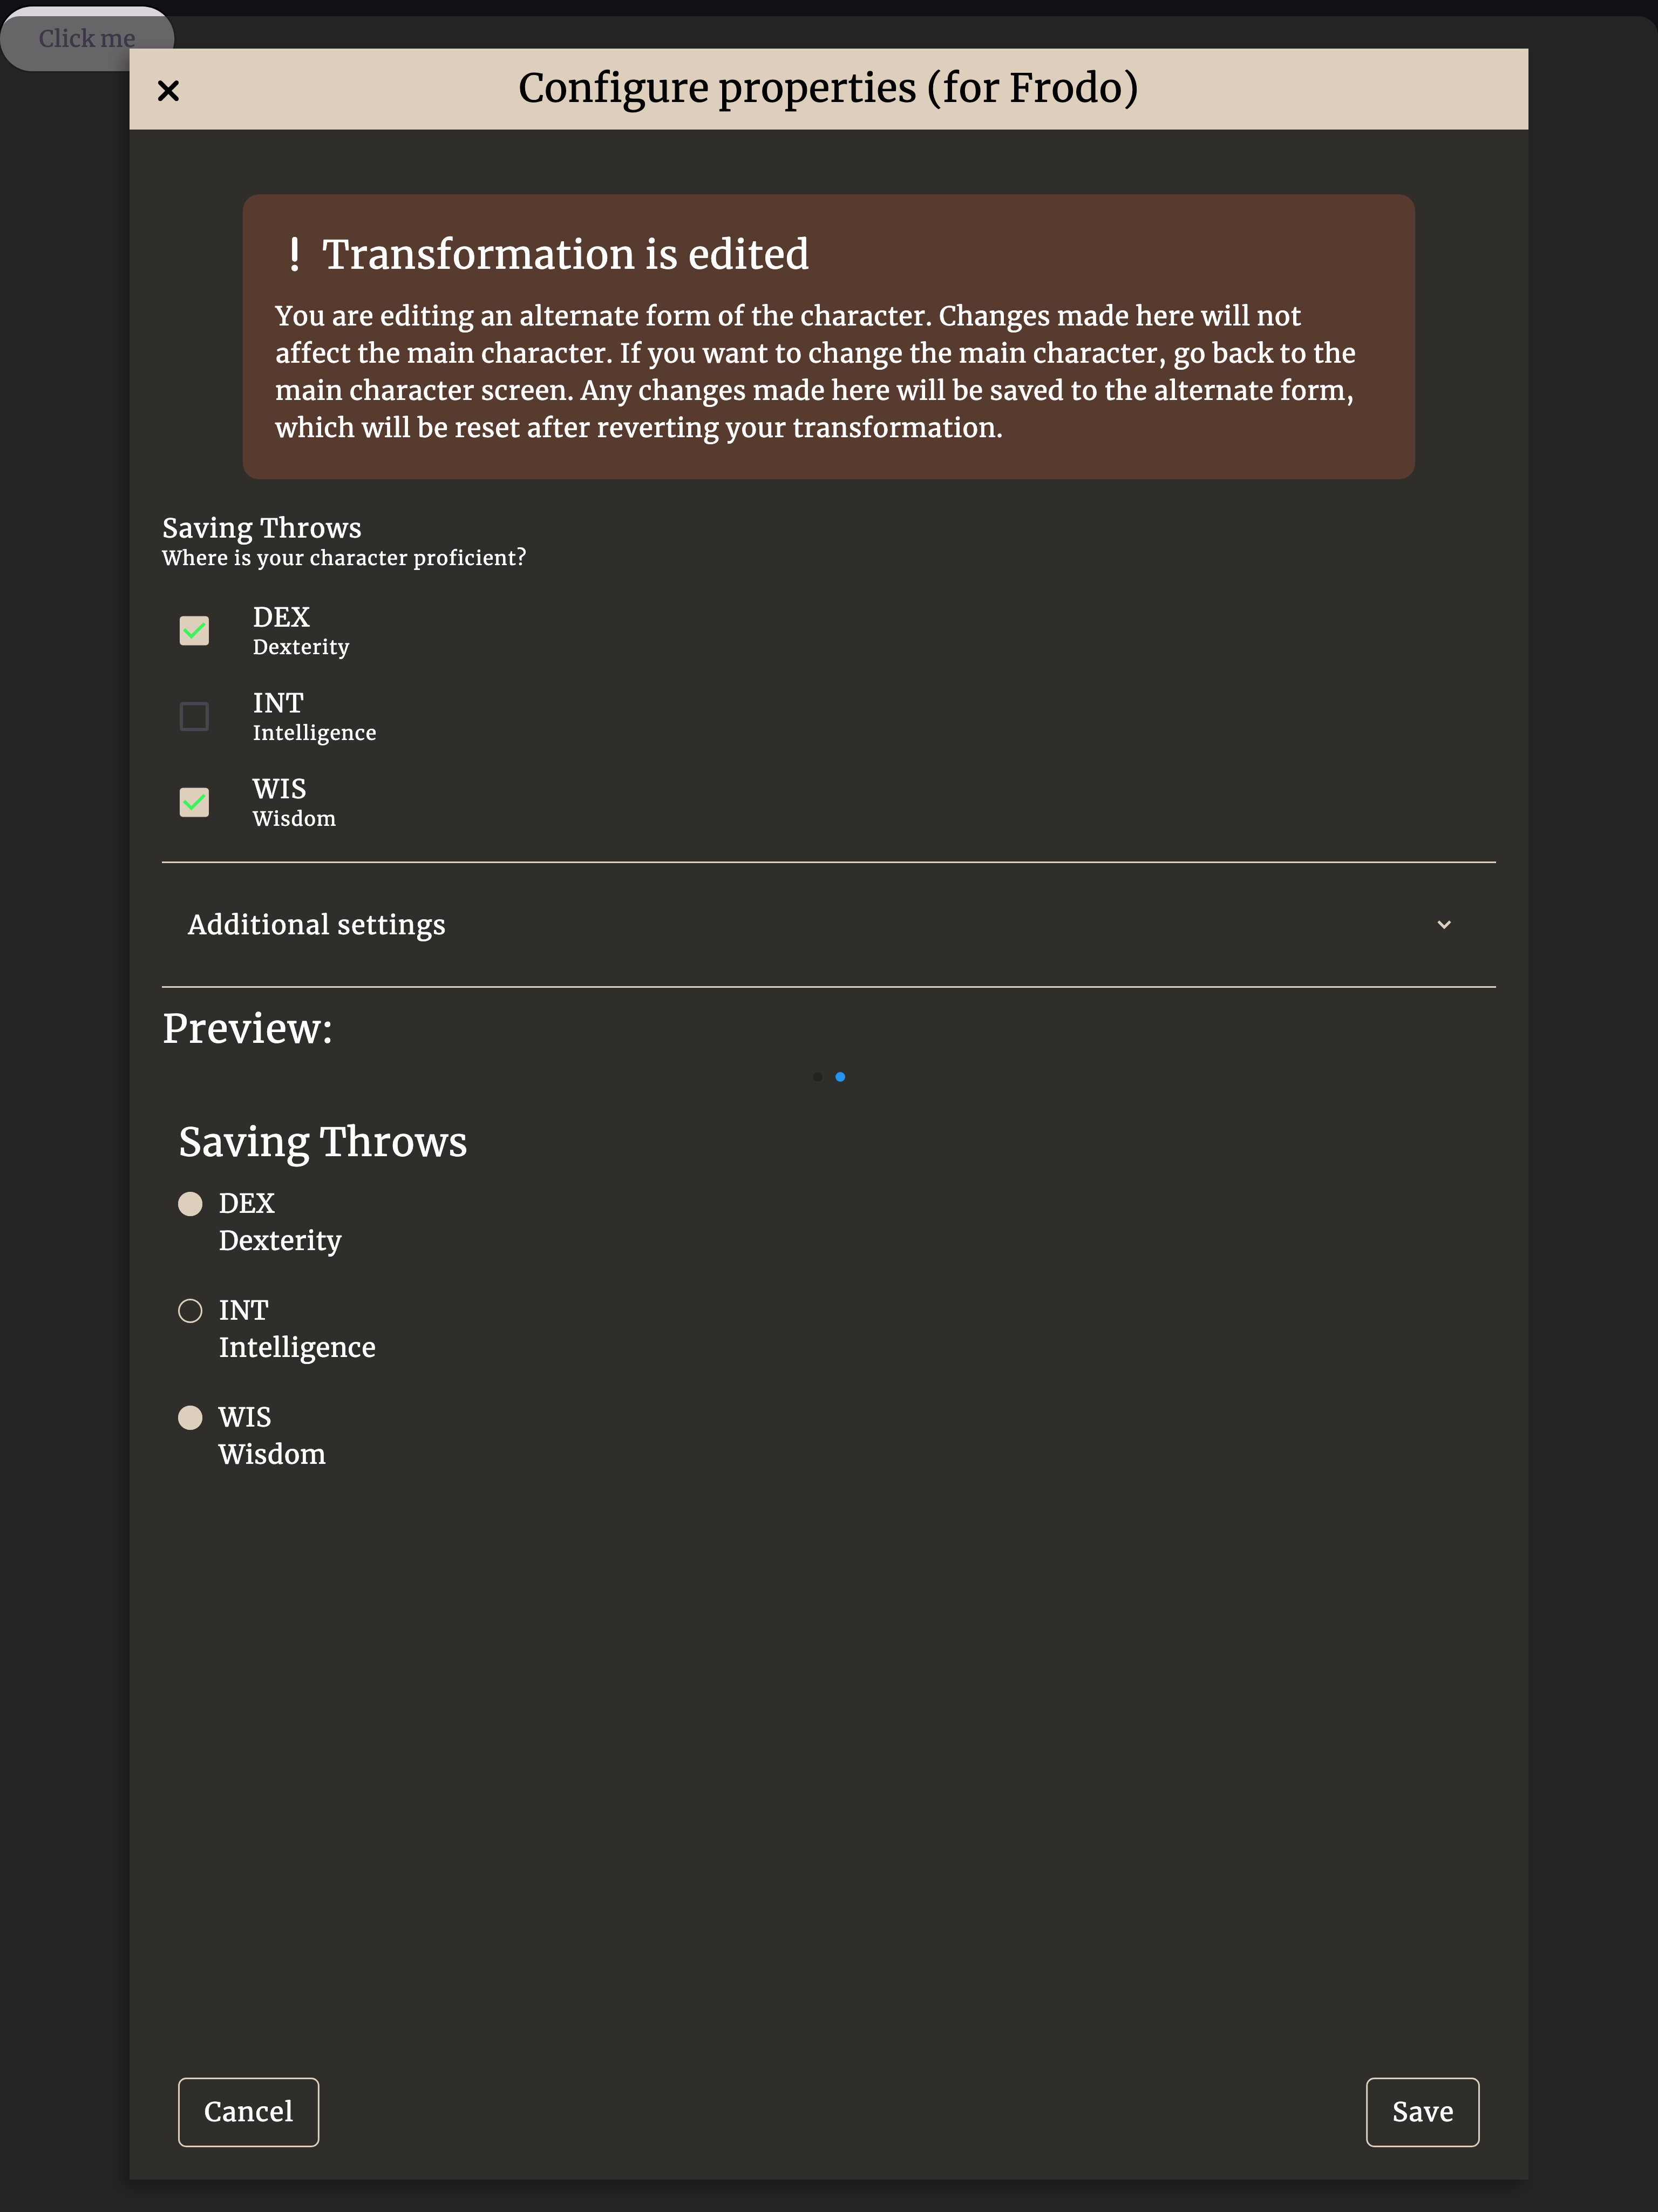 Click me
Configure properties (for Frodo)
! Transformation is edited
You are editing an alternate form of the character. Changes made here will not
affect the main character. If you want to change the main character, go back to the
main character screen. Any changes made here will be saved to the alternate form,
which will be reset after reverting your transformation.
Saving Throws
Where is your character proficient?
DEX
Dexterity
INT
Intelligence
WIS
Wisdom
Additional settings
Preview:
Saving Throws
DEX
Dexterity
INT
Intelligence
WIS
Wisdom
Cancel
Save